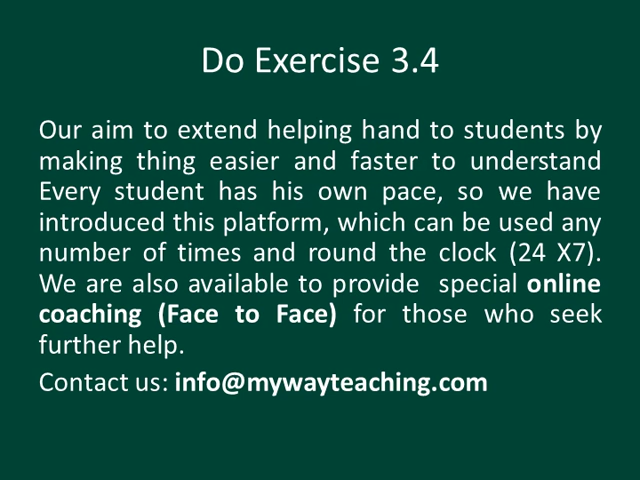 Do Exercise 3.4
Our aim to extend helping hand to students by
making thing easier and faster to understand
Every student has his own pace, so we have
introduced this platform, which can be used any
number of times and round the clock (24 X7).
We are also available to provide special online
coaching (Face to Face) for those who seek
further help.
Contact us: info@mywayteaching.com